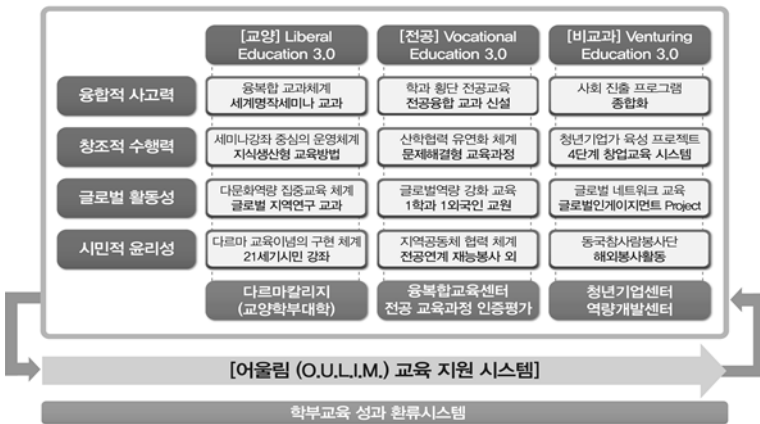 [교양] Liberal
Education 3.0
[전공] Vocational
Education 3.0
[비교과] Venturing
Education 3.0
융합적 사고력
융복합 교과체계
세계명작세미나 교과
학과 횡단 전공교육
전공융합 교과 신설
사회 진출 프로그램
종합화
창조적 수행력
세미나강좌 중심의 운영체계
지식생산형 교육방법
산학협력 유연화 체계
문제해결형 교육과정
청년기업가 육성 프로젝트
4단계 창업교육 시스템
글로벌 활동성
다문화역량 집중교육 체계
글로벌 지역연구 교과
글로벌역량 강화 교육
1학과 1외국인 교원
글로벌 네트워크 교육
글로벌인게이지먼트 Project
시민적 윤리성
다르마 교육이념의 구현 체계
21세기시민 강좌
지역공동체 협력 체계
전공연계 재능봉사 외
동국참사람봉사단
해외봉사활동
다르마칼리지
(교양학부대학)
융복합교육센터
전공 교육과정 인증평가
청년기업센터
역량개발센터
[어울림 (O.U.L.I.M.) 교육 지원 시스템]
학부교육 성과 환류시스템